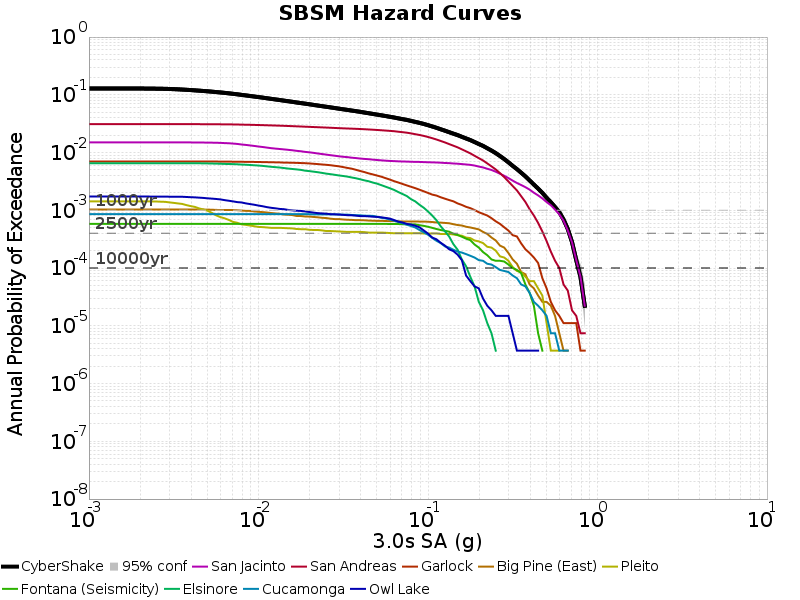 SBSM Hazard Curves
Annual Probability of Exceedance
10^0
10^-1
10^-2
10^-3
10^-4
10^-5
10^-6
10^-7
10^-8
1000yr
2500yr
10000yr
10^-3 10^-2 10^-1 10^0 10^1
3.0s SA (g)
CyberShake 95% conf San Jacinto San Andreas Garlock Big Pine (East) Pleito
Fontana (Seismicity) Elsinore Cucamonga Owl Lake